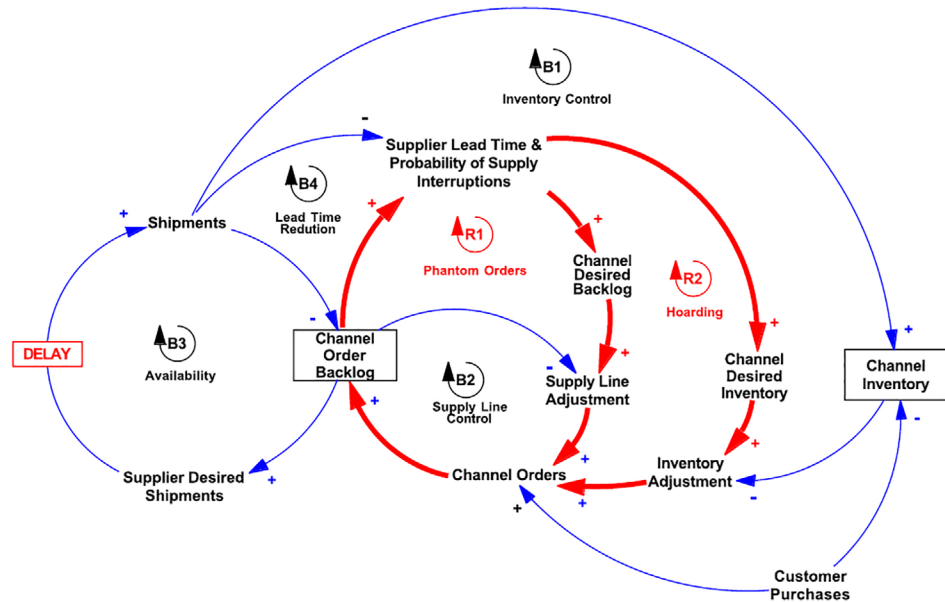 B1
Inventory Control
-
Supplier Lead Time &
Probability of Supply
Interruptions
B4
Lead Time
Redution
+
Shipments
+
R1
Phantom Orders
+
Channel
Desired
Backlog
R2
Hoarding
-
+
+
DELAY
B3
Availability
Channel
Order
Backlog
+
Channel
Desired
Inventory
Channel
Inventory
-
Supply Line
Adjustment
B2
Supply Line
Control
+
-
+
+
Supplier Desired
Shipments
+
Channel Orders
+
+
Inventory
Adjustment
-
Customer
Purchases